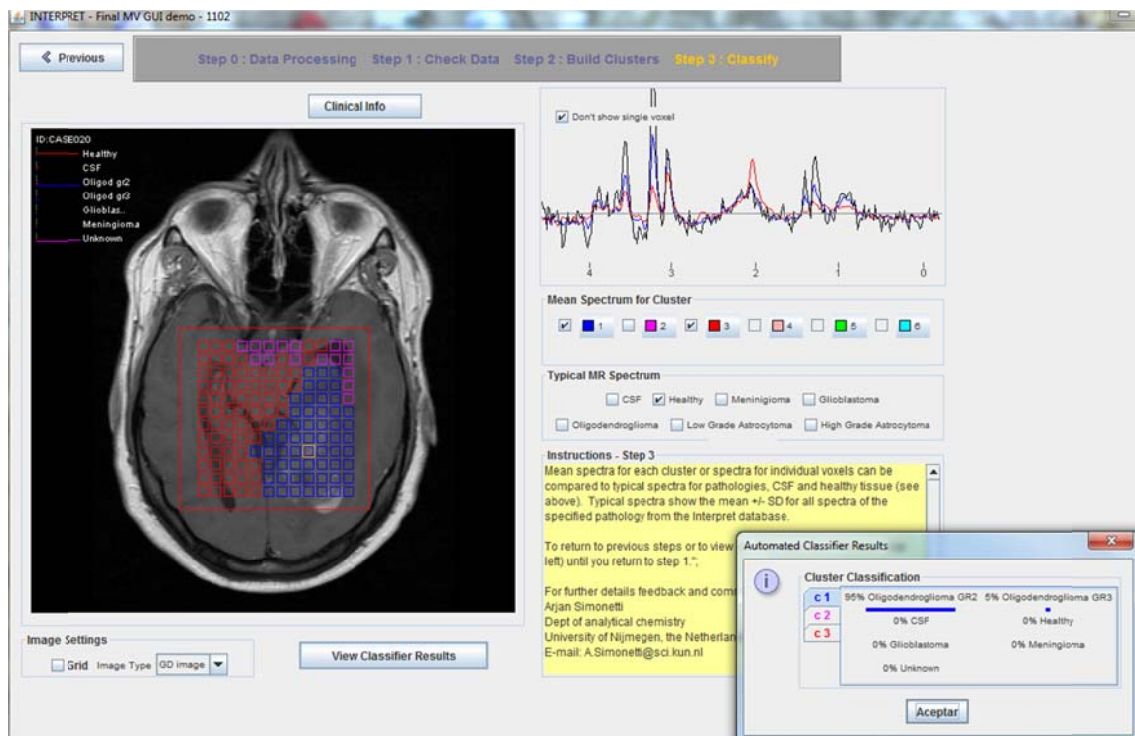 INTERPRET - Final MV GUI demo - 1102
Previous
Step 0 : Data Processing Step 1 : Check Data Step 2 : Build Clusters Step 3 : Classify
Clinical Info
ID:CASE020
Healthy
CSF
Oligod gr2
Oligod gr3
Glioblas..
Meningioma
Unknown
Don't show single voxel
4 3 2 1 0
Mean Spectrum for Cluster
1 2 3 4 5 6
Typical MR Spectrum
CSF Healthy Meninigioma Glioblastoma
Oligodendroglioma Low Grade Astrocytoma High Grade Astrocytoma
Instructions - Step 3
Mean spectra for each cluster or spectra for individual voxels can be
compared to typical spectra for pathologies, CSF and healthy tissue (see
above). Typical spectra show the mean +/- SD for all spectra of the
specified pathology from the Interpret database.
To return to previous steps or to view
left) until you return to step 1.";
For further details feedback and com
Arjan Simonetti
Dept of analytical chemistry
University of Nijmegen, the Netherlan
E-mail: A.Simonetti@sci.kun.nl
Image Settings
Grid Image Type GD image
View Classifier Results
Automated Classifier Results
Cluster Classification
c 1
c 2
c 3
95% Oligodendroglioma GR2 5% Oligodendroglioma GR3
0% CSF 0% Healthy
0% Glioblastoma 0% Meningioma
0% Unknown
Aceptar